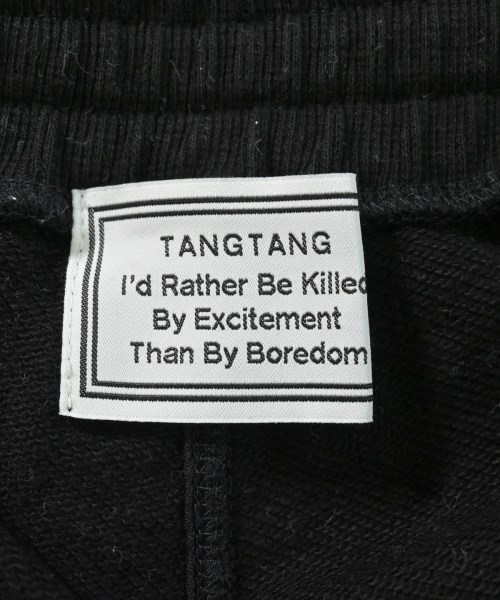 TANGTANG
I'd Rather Be Killed
By Excitement
Than By Boredom